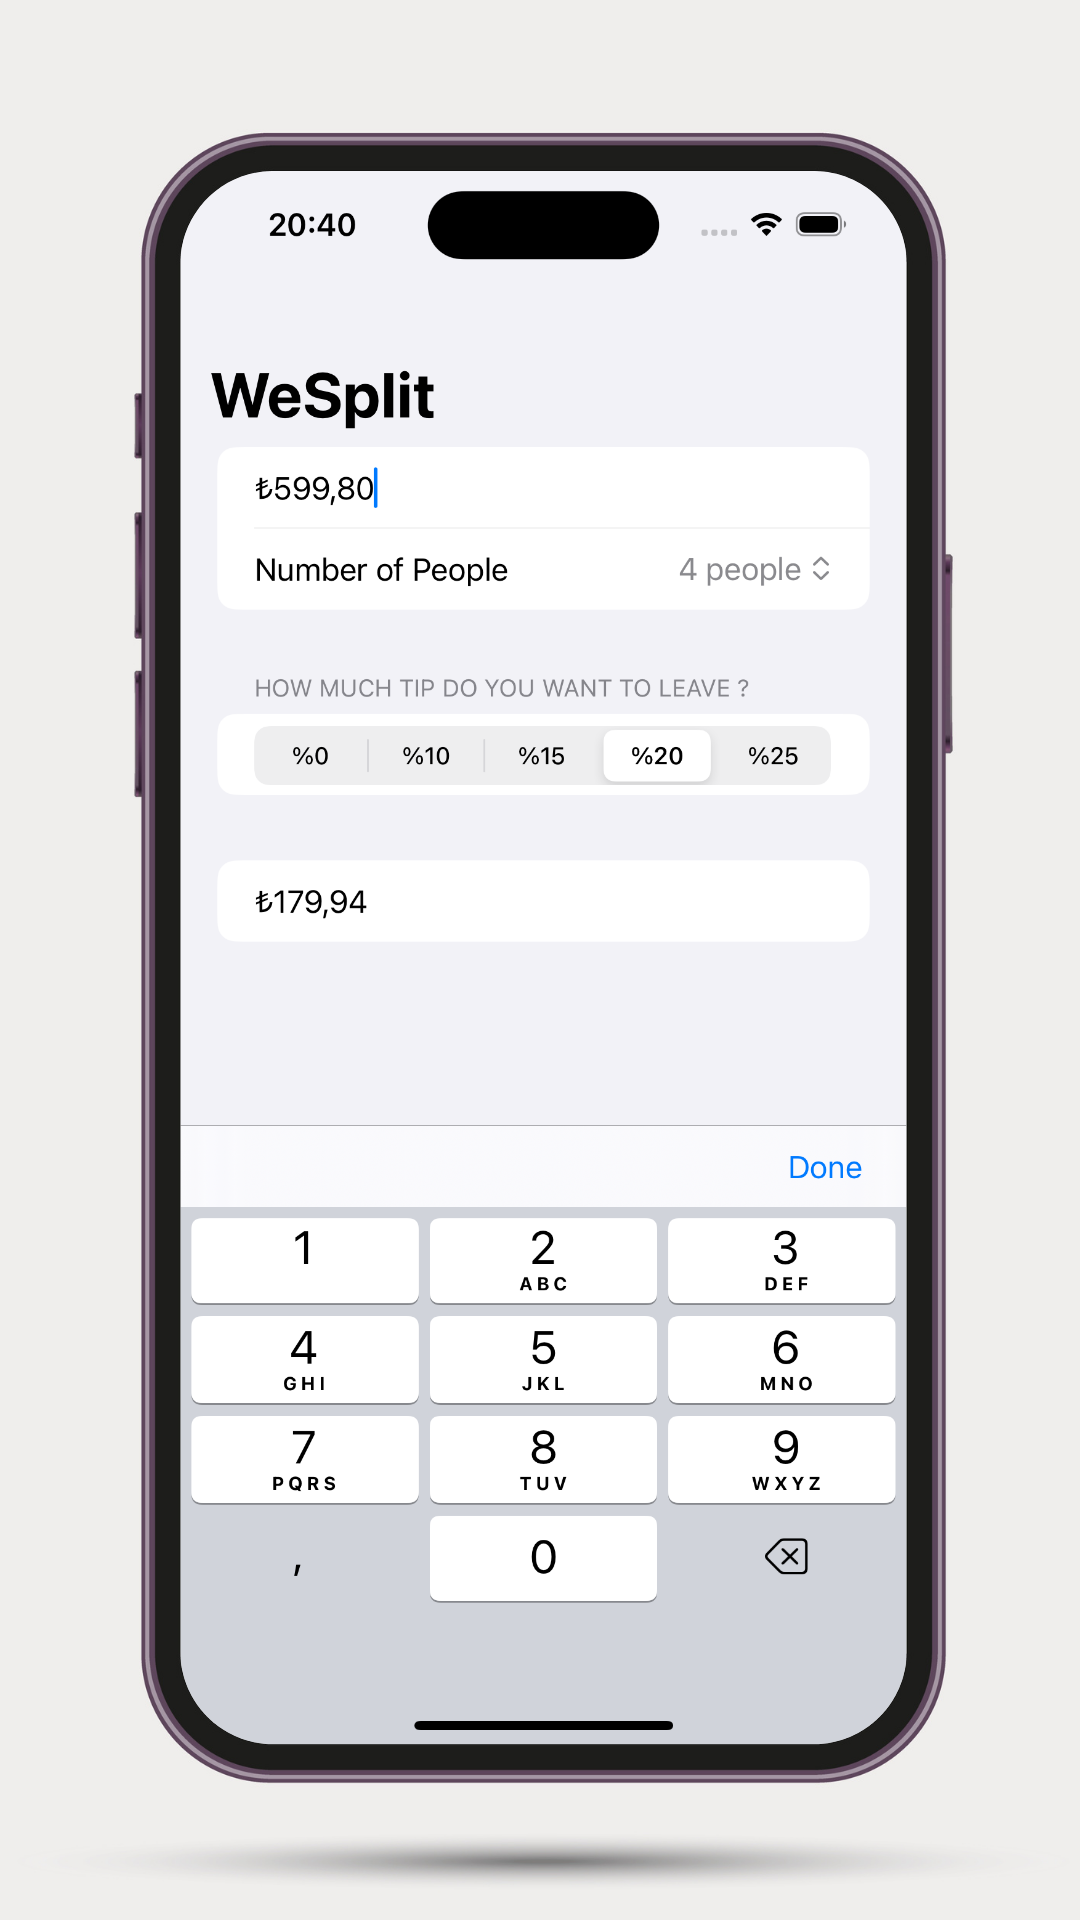 20:40
WeSplit
₺599,80
Number of People 4 people
HOW MUCH TIP DO YOU WANT TO LEAVE ?
%0 %10 %15 %20 %25
₺179,94
Done
1 2 3
ABC DEF
4 5 6
GHI JKL MNO
7 8 9
PQRS TUV WXYZ
, 0